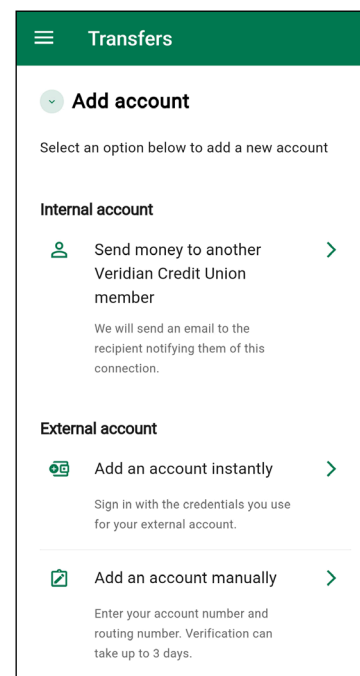 Transfers
Add account
Select an option below to add a new account
Internal account
Send money to another
Veridian Credit Union
member
We will send an email to the
recipient notifying them of this
connection.
External account
Add an account instantly
Sign in with the credentials you use
for your external account.
Add an account manually
Enter your account number and
routing number. Verification can
take up to 3 days.